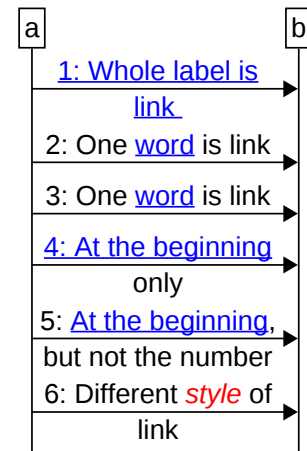 a b
1: Whole label is
link
2: One word is link
3: One word is link
4: At the beginning
only
5: At the beginning,
but not the number
6: Different style of
link